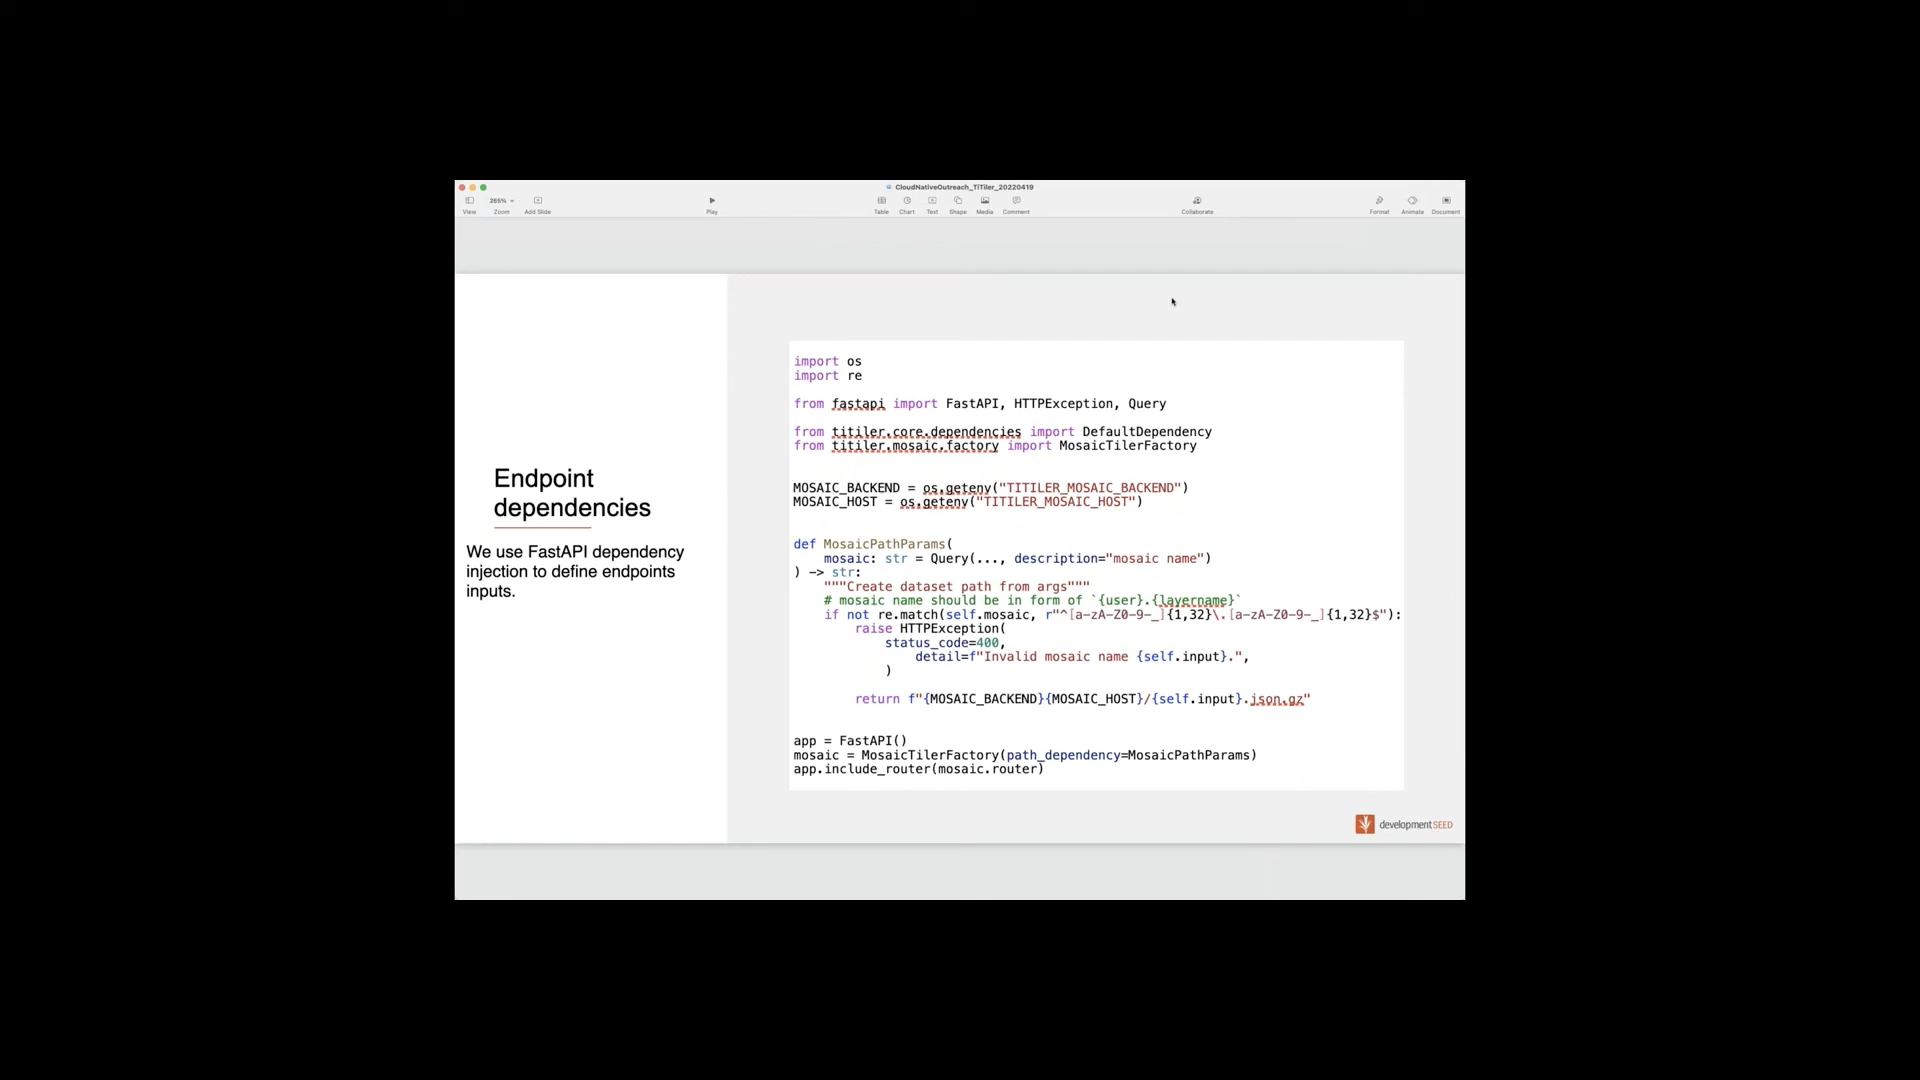 CloudNativeOutreach_TiTiler_20220419
265%
View
Zoom
Add Slide
Play
Table
Chart
Text
Shape
Media
Comment
Collaborate
Format
Animate
Document
Endpoint
dependencies
We use FastAPI dependency
injection to define endpoints
inputs.
import os
import re
from fastapi import FastAPI, HTTPException, Query
from titiler.core.dependencies import DefaultDependency
from titiler.mosaic.factory import MosaicTilerFactory
MOSAIC_BACKEND = os.getenv("TITILER_MOSAIC_BACKEND")
MOSAIC_HOST = os.getenv("TITILER_MOSAIC_HOST")
def MosaicPathParams(
mosaic: str = Query(..., description="mosaic name")
) -> str:
"""Create dataset path from args"""
# mosaic name should be in form of `{user}.{layername}`
if not re.match(self.mosaic, r"^[a-zA-Z0-9-_]{1,32}\.[a-zA-Z0-9-_]{1,32}$"):
raise HTTPException(
status_code=400,
detail=f"Invalid mosaic name {self.input}.",
)
return f"{MOSAIC_BACKEND}{MOSAIC_HOST}/{self.input}.json.gz"
app = FastAPI()
mosaic = MosaicTilerFactory(path_dependency=MosaicPathParams)
app.include_router(mosaic.router)
developmentSEED